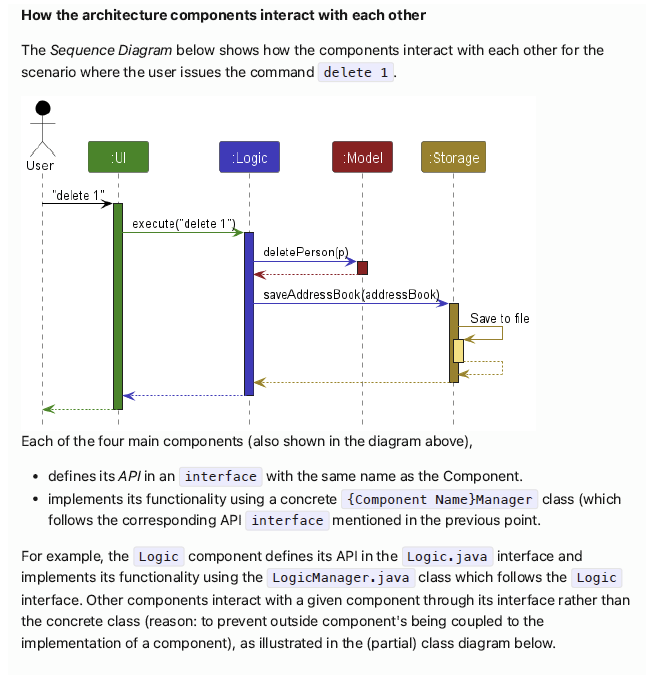 How the architecture components interact with each other
The Sequence Diagram below shows how the components interact with each other for the
scenario where the user issues the command delete 1.
User
:UI
:Logic
:Model
:Storage
"delete 1"
execute("delete 1")
deletePerson(p)
saveAddressBook(addressBook)
Save to file
Each of the four main components (also shown in the diagram above),
• defines its API in an interface with the same name as the Component.
• implements its functionality using a concrete {Component Name}Manager class (which
follows the corresponding API interface mentioned in the previous point.
For example, the Logic component defines its API in the Logic.java interface and
implements its functionality using the LogicManager.java class which follows the Logic
interface. Other components interact with a given component through its interface rather than
the concrete class (reason: to prevent outside component's being coupled to the
implementation of a component), as illustrated in the (partial) class diagram below.